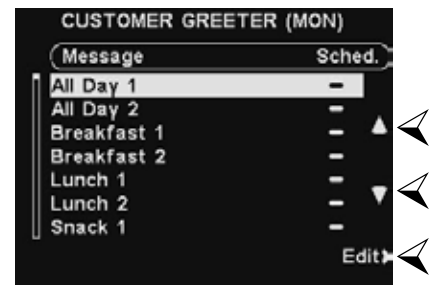 CUSTOMER GREETER (MON)
Message Sched.
All Day 1 –
All Day 2 –
Breakfast 1 –
Breakfast 2 –
Lunch 1 –
Lunch 2 –
Snack 1 –
Edit